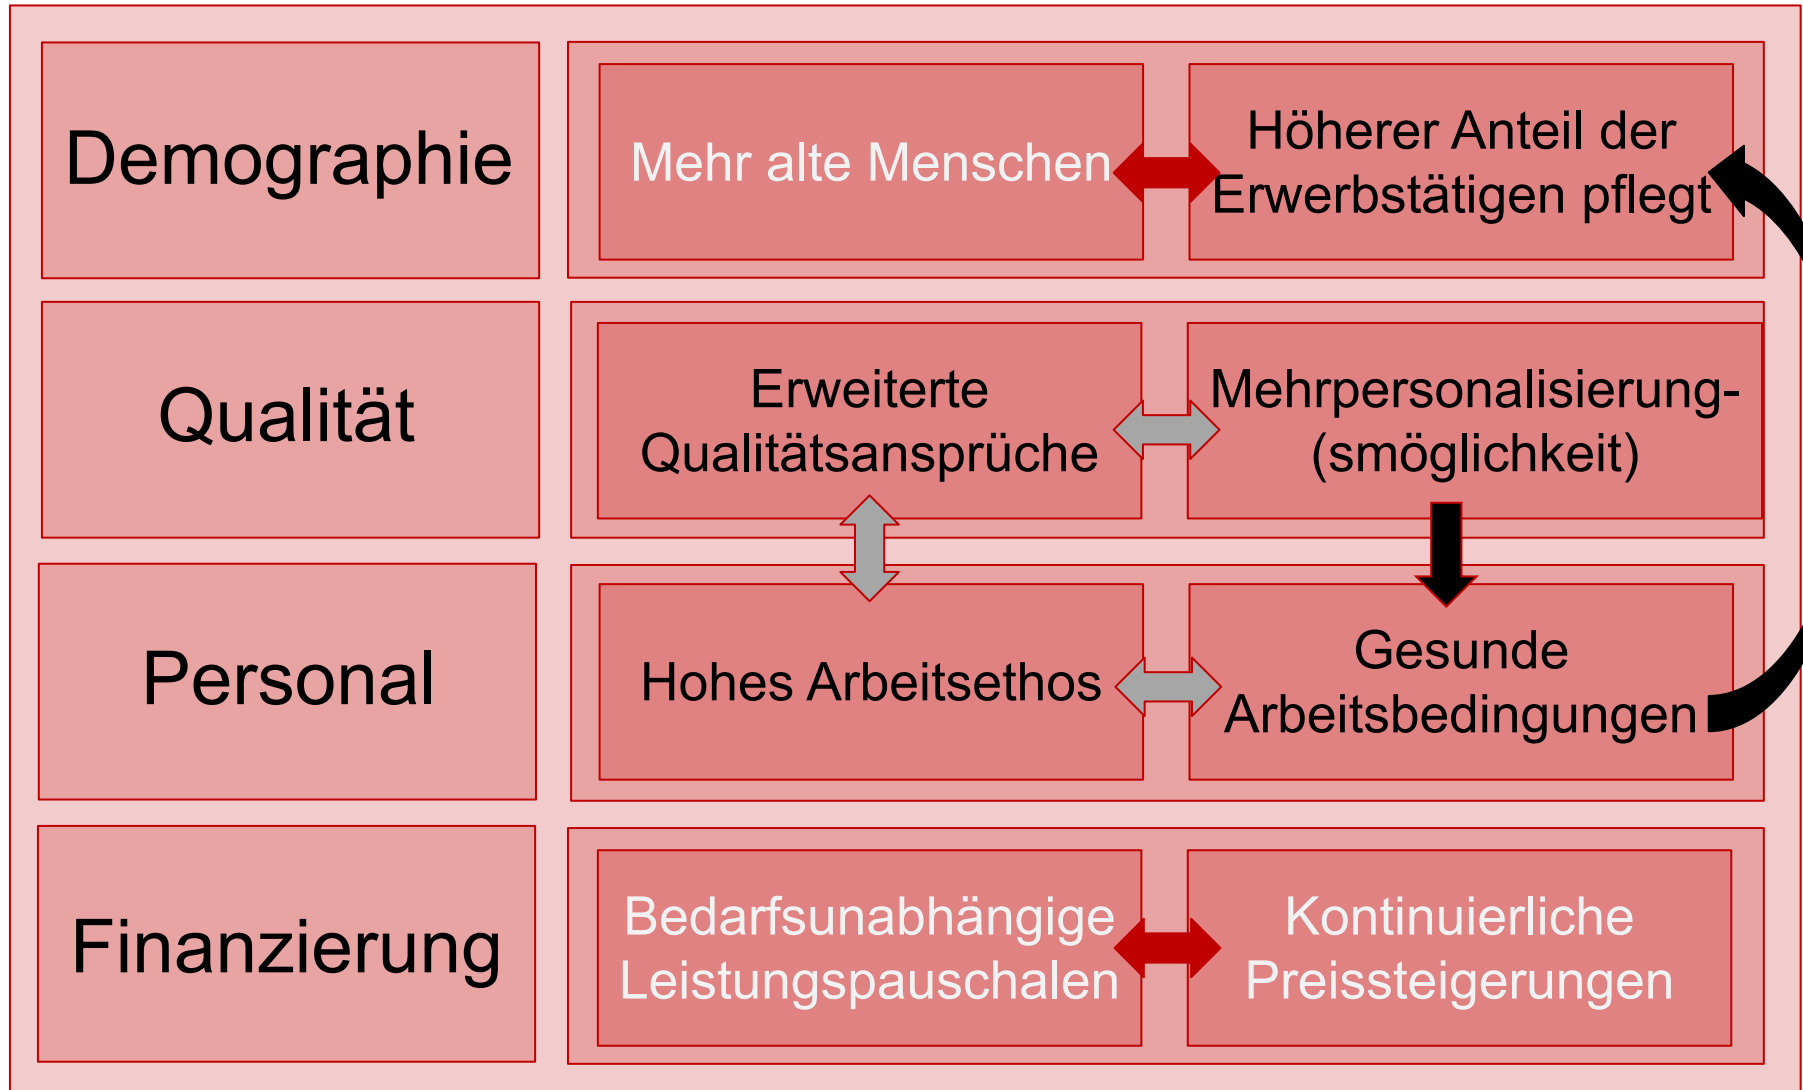 Demographie
Mehr alte Menschen
Höherer Anteil der
Erwerbstätigen pflegt
Qualität
Erweiterte
Qualitätsansprüche
Mehrpersonalisierung-
(smöglichkeit)
Personal
Hohes Arbeitsethos
Gesunde
Arbeitsbedingungen
Finanzierung
Bedarfsunabhängige
Leistungspauschalen
Kontinuierliche
Preissteigerungen